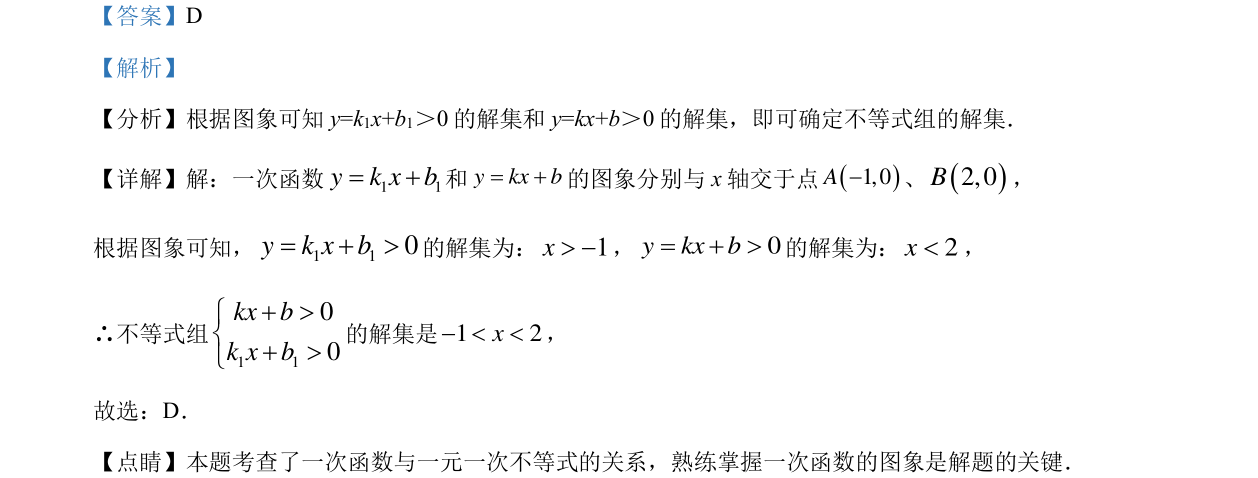 【答案】D
【解析】
【分析】根据图象可知 y=k₁x+b₁＞0 的解集和 y=kx+b＞0 的解集，即可确定不等式组的解集．
【详解】解：一次函数 y = k₁x + b₁ 和 y = kx + b 的图象分别与 x 轴交于点 A(−1,0)、B(2,0)，
根据图象可知，y = k₁x + b₁ > 0 的解集为：x > −1，y = kx + b > 0 的解集为：x < 2，
∴不等式组 { kx + b > 0
k₁x + b₁ > 0 的解集是 −1 < x < 2，
故选：D．
【点睛】本题考查了一次函数与一元一次不等式的关系，熟练掌握一次函数的图象是解题的关键．